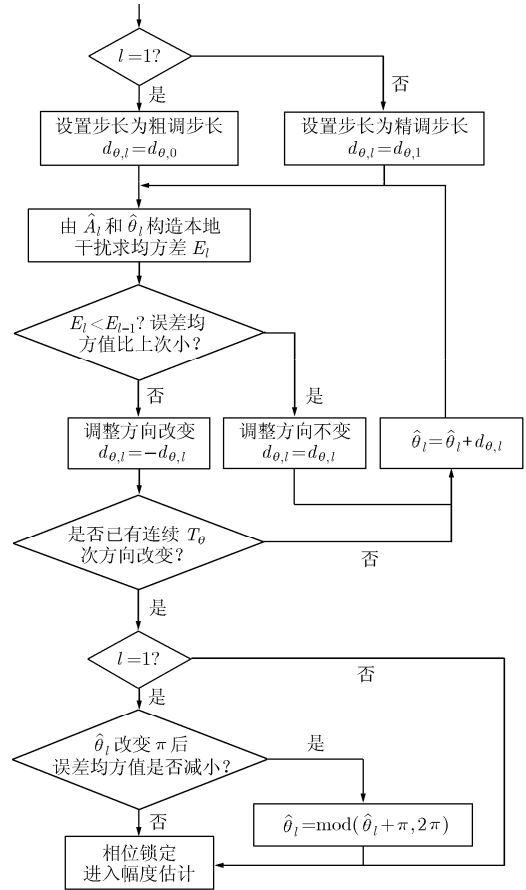 l=1?
否
是
设置步长为粗调步长
d_{θ,l}=d_{θ,0}
设置步长为精调步长
d_{θ,l}=d_{θ,1}
由 Â_l 和 θ̂_l 构造本地
干扰求均方差 E_l
E_l<E_{l-1}? 误差均
方值比上次小?
否
是
调整方向改变
d_{θ,l}=-d_{θ,l}
调整方向不变
d_{θ,l}=d_{θ,l}
θ̂_l=θ̂_l+d_{θ,l}
是否已有连续 T_θ
次方向改变?
否
是
l=1?
否
是
θ̂_l 改变 π 后
误差均方值是否减小?
是
否
θ̂_l=mod(θ̂_l+π,2π)
相位锁定
进入幅度估计